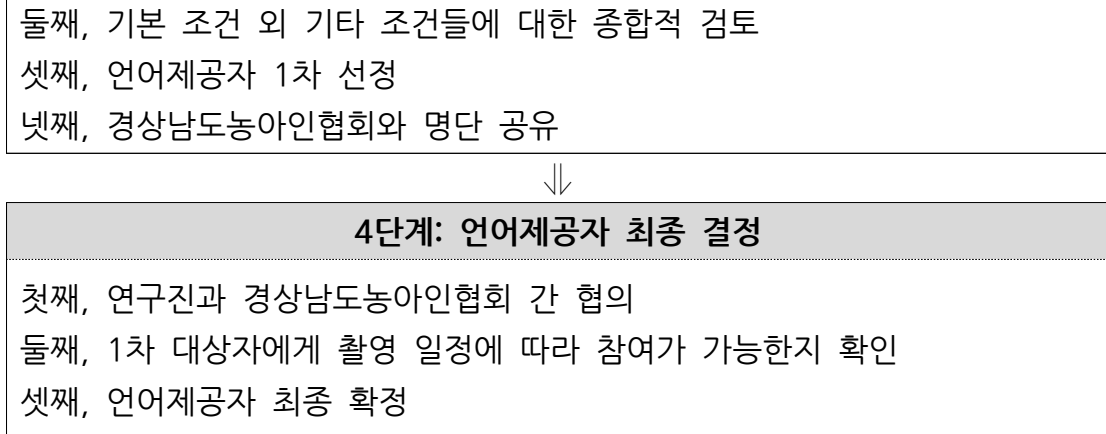 둘째, 기본 조건 외 기타 조건들에 대한 종합적 검토
셋째, 언어제공자 1차 선정
넷째, 경상남도농아인협회와 명단 공유
⇓
4단계: 언어제공자 최종 결정
첫째, 연구진과 경상남도농아인협회 간 협의
둘째, 1차 대상자에게 촬영 일정에 따라 참여가 가능한지 확인
셋째, 언어제공자 최종 확정